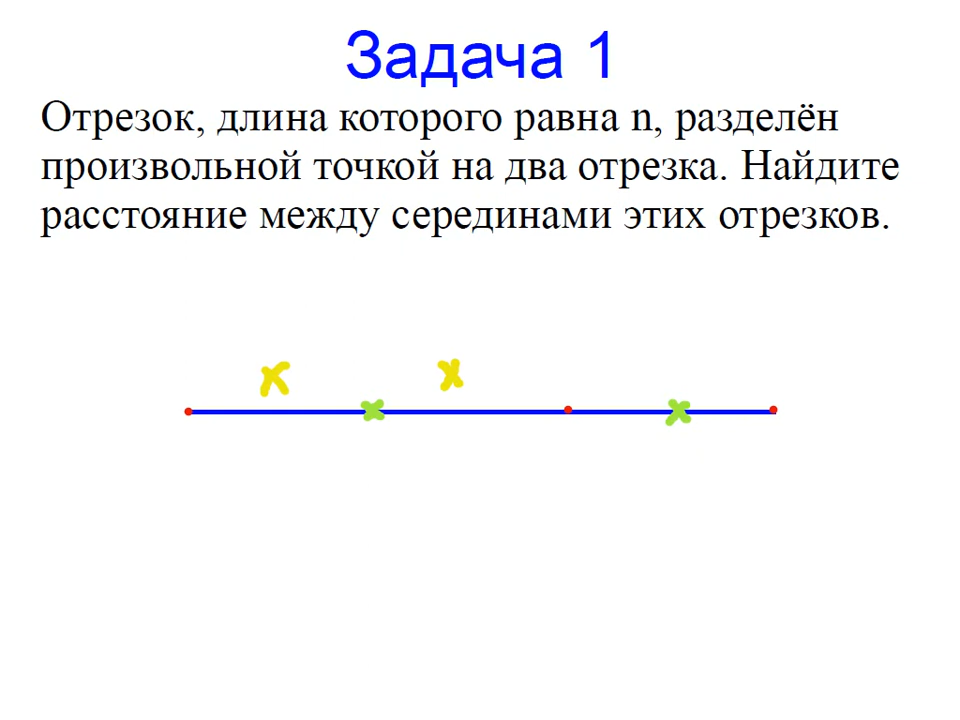 Задача 1
Отрезок, длина которого равна n, разделён
произвольной точкой на два отрезка. Найдите
расстояние между серединами этих отрезков.
x x